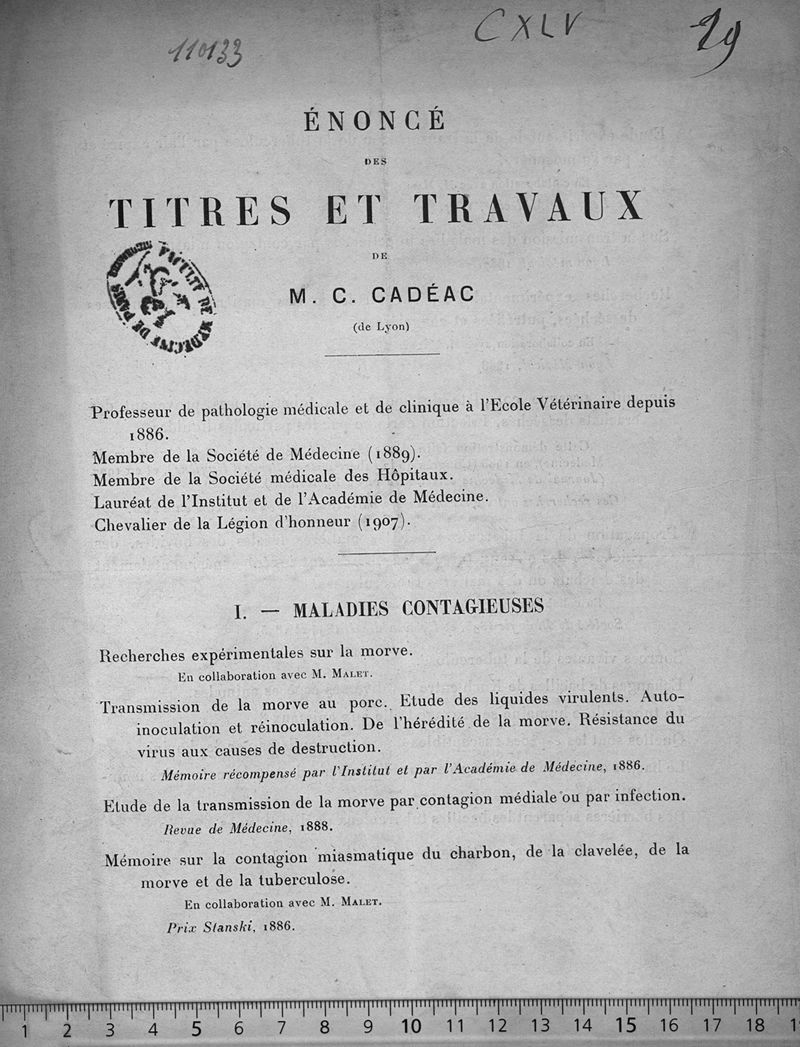 110133
CXLV
19
ÉNONCÉ
DES
TITRES ET TRAVAUX
DE
M. C. CADÉAC
(de Lyon)
FACULTÉ DE MÉDECINE DE PARIS
Professeur de pathologie médicale et de clinique à l'Ecole Vétérinaire depuis
1886.
Membre de la Société de Médecine (1889).
Membre de la Société médicale des Hôpitaux.
Lauréat de l'Institut et de l'Académie de Médecine.
Chevalier de la Légion d'honneur (1907).
I. — MALADIES CONTAGIEUSES
Recherches expérimentales sur la morve.
En collaboration avec M. MALET.
Transmission de la morve au porc. Etude des liquides virulents. Auto-
inoculation et réinoculation. De l'hérédité de la morve. Résistance du
virus aux causes de destruction.
Mémoire récompensé par l'Institut et par l'Académie de Médecine, 1886.
Etude de la transmission de la morve par contagion médiale ou par infection.
Revue de Médecine, 1888.
Mémoire sur la contagion miasmatique du charbon, de la clavelée, de la
morve et de la tuberculose.
En collaboration avec M. MALET.
Prix Stanski, 1886.
1 2 3 4 5 6 7 8 9 10 11 12 13 14 15 16 17 18